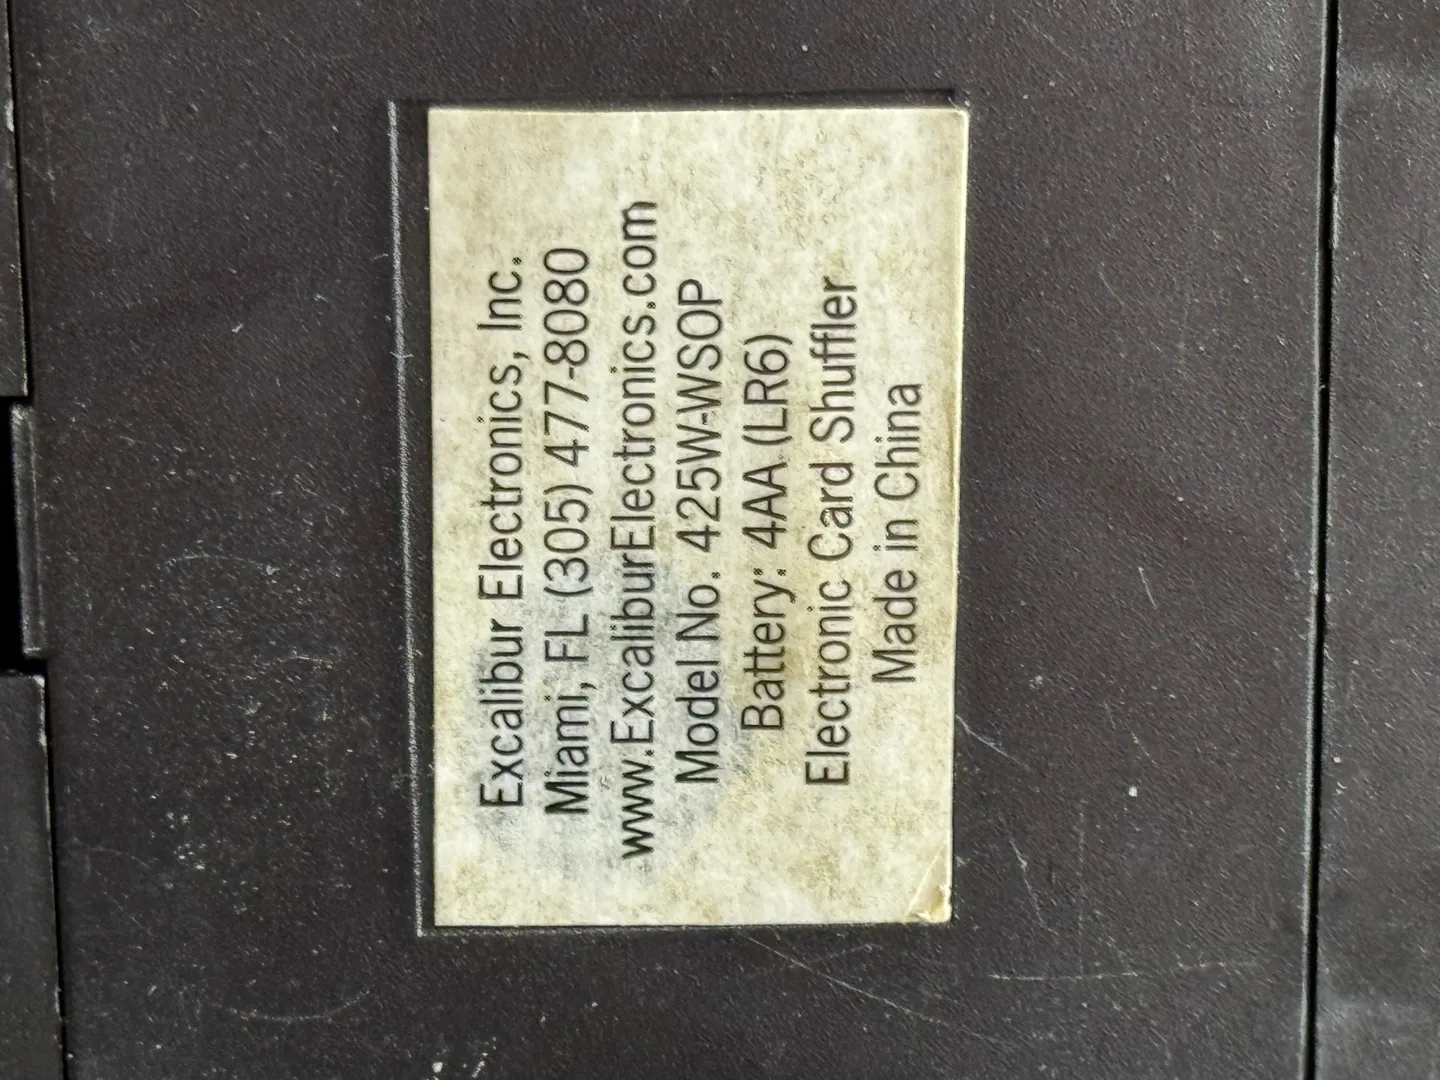 Excalibur Electronics, Inc.
Miami, FL (305) 477-8080
www.ExcaliburElectronics.com
Model No. 425W-WSOP
Battery: 4AA (LR6)
Electronic Card Shuffler
Made in China